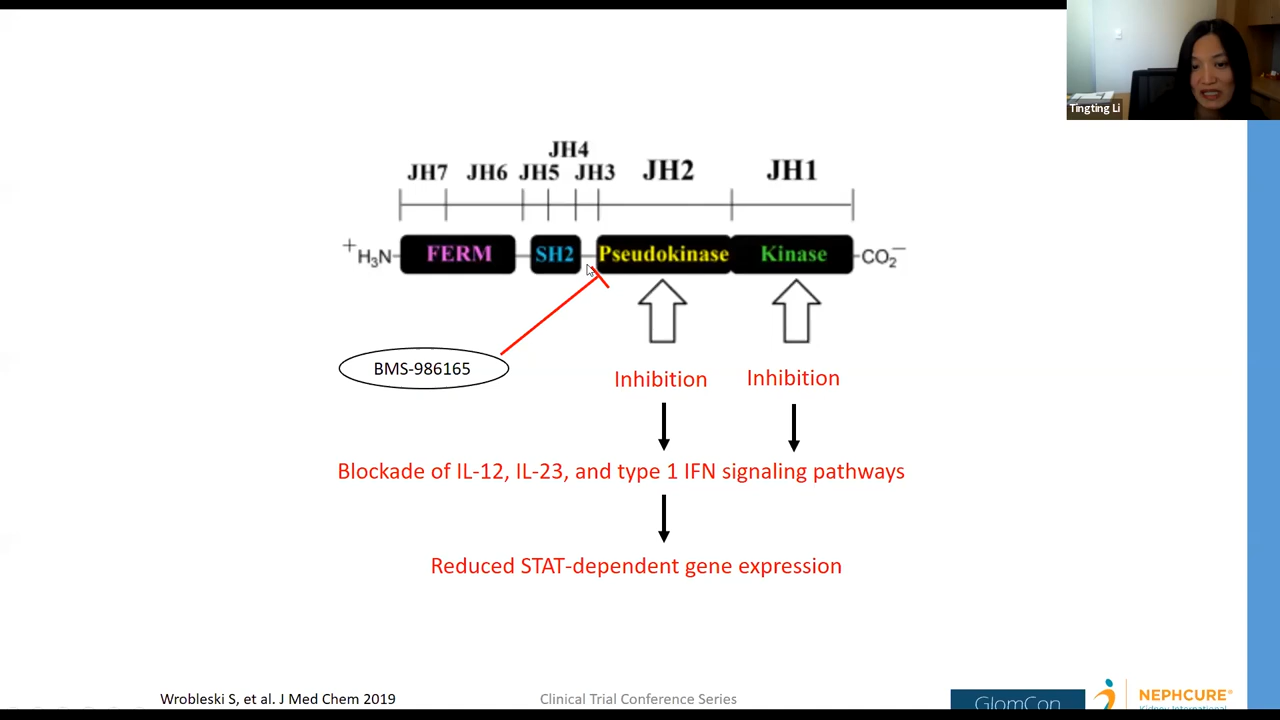 Tingting Li
JH4
JH7 JH6 JH5 JH3 JH2 JH1
+H3N FERM SH2 Pseudokinase Kinase CO2−
BMS-986165
Inhibition Inhibition
Blockade of IL-12, IL-23, and type 1 IFN signaling pathways
Reduced STAT-dependent gene expression
Wrobleski S, et al. J Med Chem 2019
Clinical Trial Conference Series
GlomCon
NEPHCURE
Kidney International